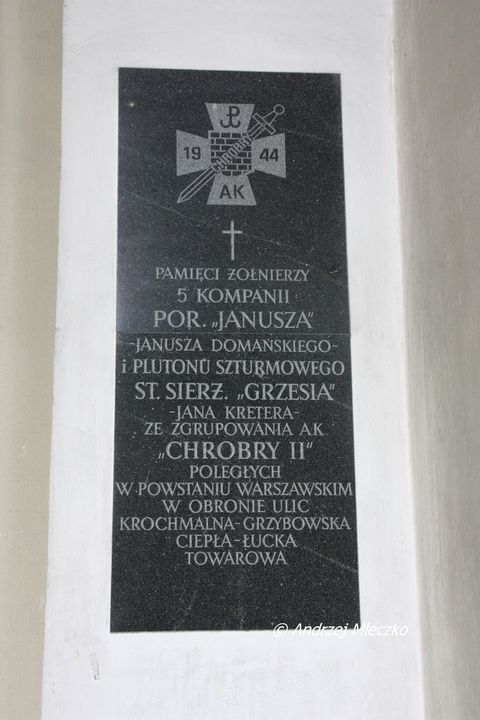 19 44
CHROBRY
AK
PAMIĘCI ŻOŁNIERZY
5 KOMPANII
POR. „JANUSZA"
-JANUSZA DOMAŃSKIEGO-
i PLUTONU SZTURMOWEGO
ST. SIERŻ. „GRZESIA"
-JANA KRETERA-
ZE ZGRUPOWANIA A.K.
„CHROBRY II"
POLEGŁYCH
W POWSTANIU WARSZAWSKIM
W OBRONIE ULIC
KROCHMALNA-GRZYBOWSKA
CIEPŁA-ŁUCKA
TOWAROWA
© Andrzej Mleczko